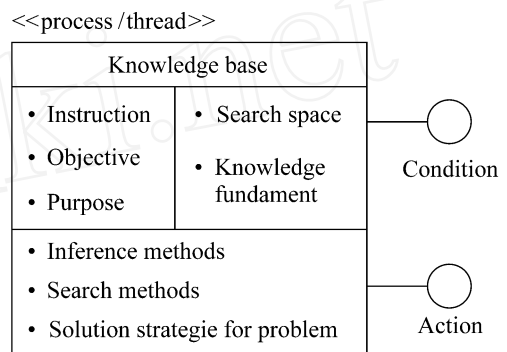 <<process /thread>>
Knowledge base
• Instruction
• Objective
• Purpose
• Search space
• Knowledge
fundament
Condition
• Inference methods
• Search methods
• Solution strategie for problem
Action